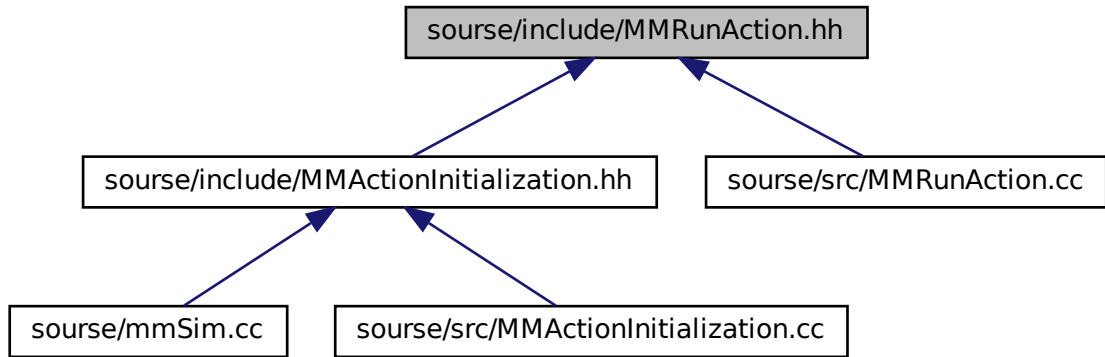 sourse/include/MMRunAction.hh
sourse/include/MMActionInitialization.hh
sourse/src/MMRunAction.cc
sourse/mmSim.cc
sourse/src/MMActionInitialization.cc